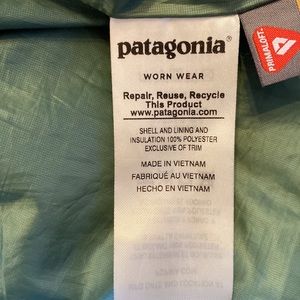 patagonia®
WORN WEAR
Repair, Reuse, Recycle
This Product
www.patagonia.com
SHELL AND LINING AND
INSULATION 100% POLYESTER
EXCLUSIVE OF TRIM
MADE IN VIETNAM
FABRIQUÉ AU VIETNAM
HECHO EN VIETNAM
PRIMALOFT